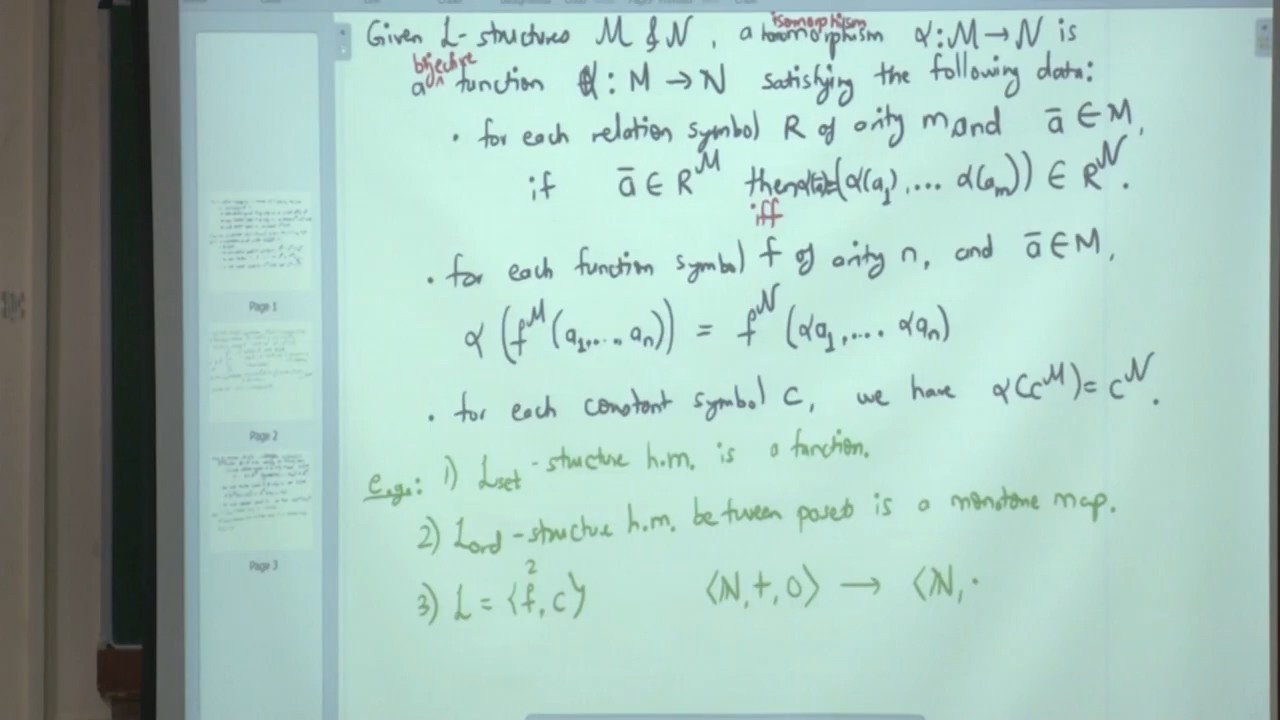 Given L-structures M & N, a homomorphism α: M → N is
isomorphism
bijective
a function α : M → N satisfying the following data:
• for each relation symbol R of arity m and ā ∈ M,
if ā ∈ R^M then (α(a₁),... α(aₘ)) ∈ R^N.
iff
• for each function symbol f of arity n, and ā ∈ M,
α (f^M (a₁,..., aₙ)) = f^N (αa₁,... αaₙ)
• for each constant symbol c, we have α(c^M) = c^N.
e.g.: 1) L_set - structure h.m. is a function.
2) L_ord - structure h.m. between posets is a monotone map.
2
3) L = ⟨f, c⟩ ⟨ℕ, +, 0⟩ → ⟨ℕ, ·
Page 1
Page 2
Page 3